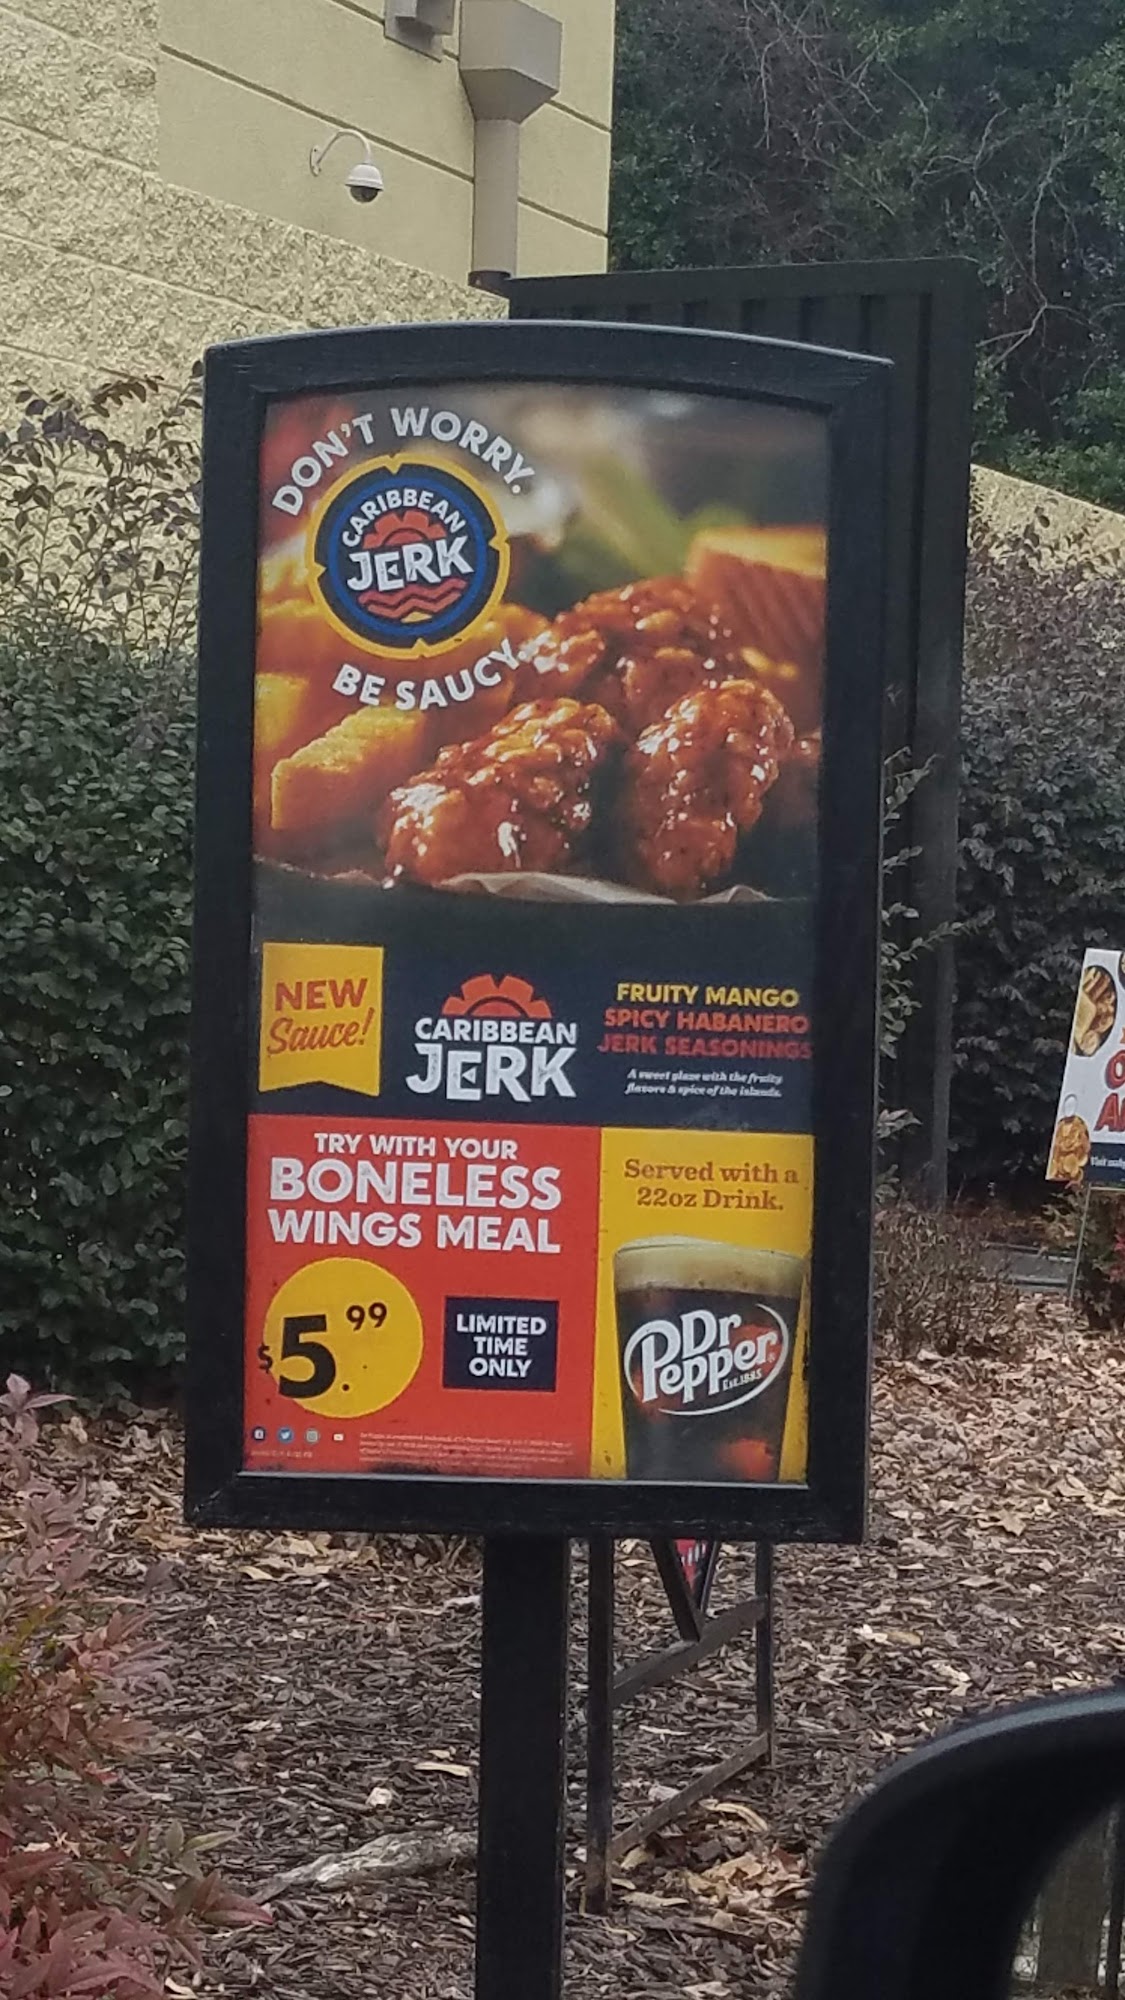 DON'T WORRY.
CARIBBEAN
JERK
BE SAUCY.
NEW
Sauce!
CARIBBEAN
JERK
FRUITY MANGO
SPICY HABANERO
JERK SEASONINGS
A sweet glaze with the fruity
flavors & spice of the islands.
TRY WITH YOUR
BONELESS
WINGS MEAL
$5.99
LIMITED
TIME
ONLY
Served with a
22oz Drink.
Dr
Pepper
Est.1885